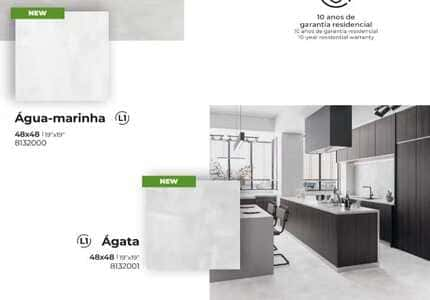 10 anos de
garantia residencial
10 años de garantía residencial
10-year residential warranty
NEW
Água-marinha L1
48x48 | 19"x19"
8132000
NEW
L1 Ágata
48x48 | 19"x19"
8132001